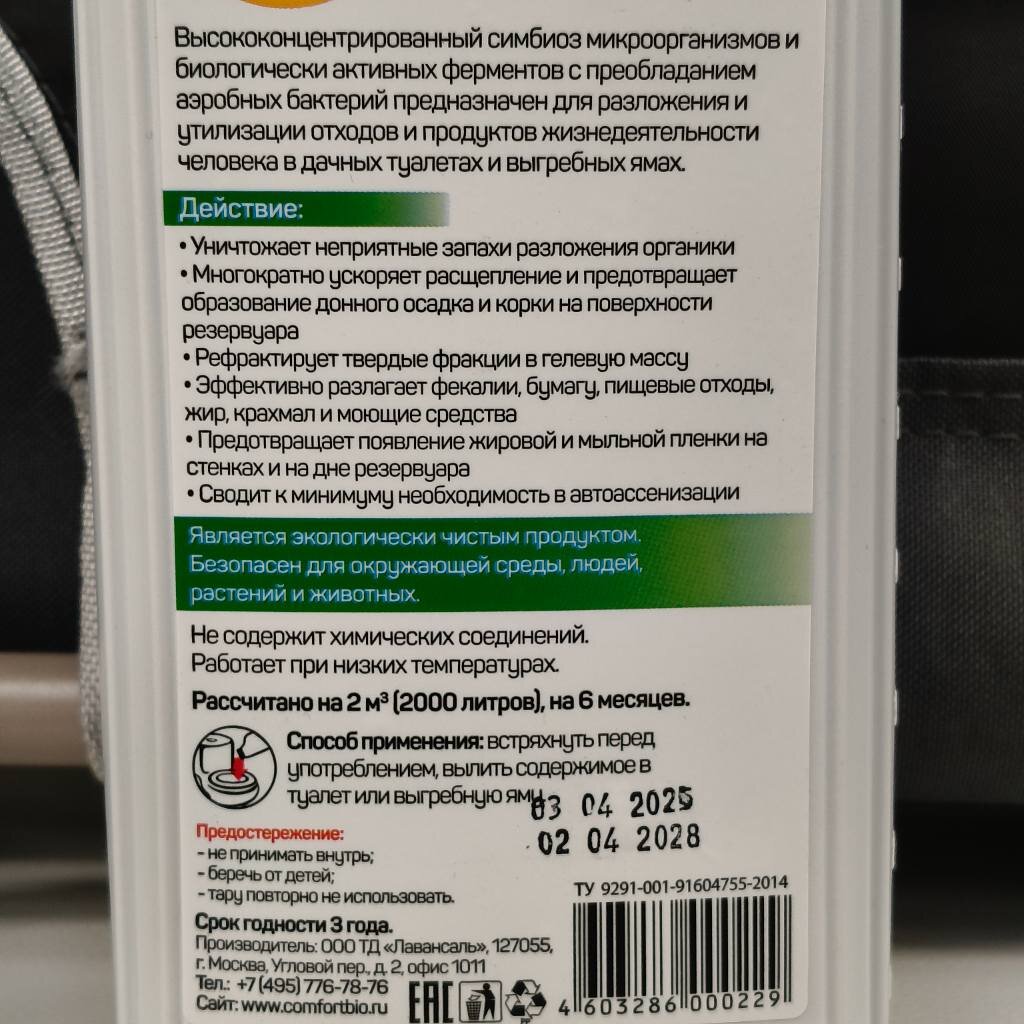 Высококонцентрированный симбиоз микроорганизмов и
биологически активных ферментов с преобладанием
аэробных бактерий предназначен для разложения и
утилизации отходов и продуктов жизнедеятельности
человека в дачных туалетах и выгребных ямах.
Действие:
• Уничтожает неприятные запахи разложения органики
• Многократно ускоряет расщепление и предотвращает
образование донного осадка и корки на поверхности
резервуара
• Рефрактирует твердые фракции в гелевую массу
• Эффективно разлагает фекалии, бумагу, пищевые отходы,
жир, крахмал и моющие средства
• Предотвращает появление жировой и мыльной пленки на
стенках и на дне резервуара
• Сводит к минимуму необходимость в автоассенизации
Является экологически чистым продуктом.
Безопасен для окружающей среды, людей,
растений и животных.
Не содержит химических соединений.
Работает при низких температурах.
Рассчитано на 2 м³ (2000 литров), на 6 месяцев.
Способ применения: встряхнуть перед
употреблением, вылить содержимое в
туалет или выгребную яму.
03 04 2025
02 04 2028
Предостережение:
- не принимать внутрь;
- беречь от детей;
- тару повторно не использовать.
Срок годности 3 года.
Производитель: ООО ТД «Лавансаль», 127055,
г. Москва, Угловой пер., д. 2, офис 1011
Тел.: +7 (495) 776-78-76
Сайт: www.comfortbio.ru
EAC
ТУ 9291-001-91604755-2014
4 603286 000229